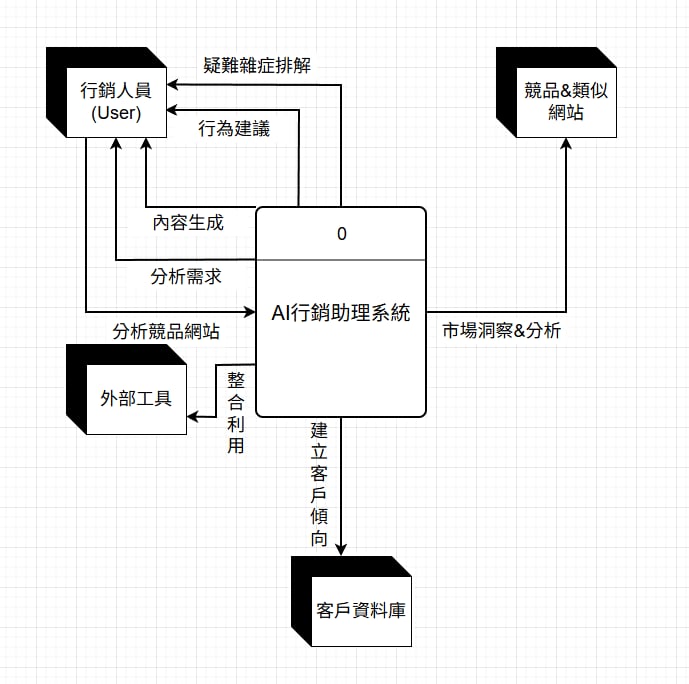 疑難雜症排解
行銷人員
(User)
競品&類似
網站
行為建議
內容生成
0
分析需求
AI行銷助理系統
分析競品網站
市場洞察&分析
外部工具
整合利用
建立客戶傾向
客戶資料庫